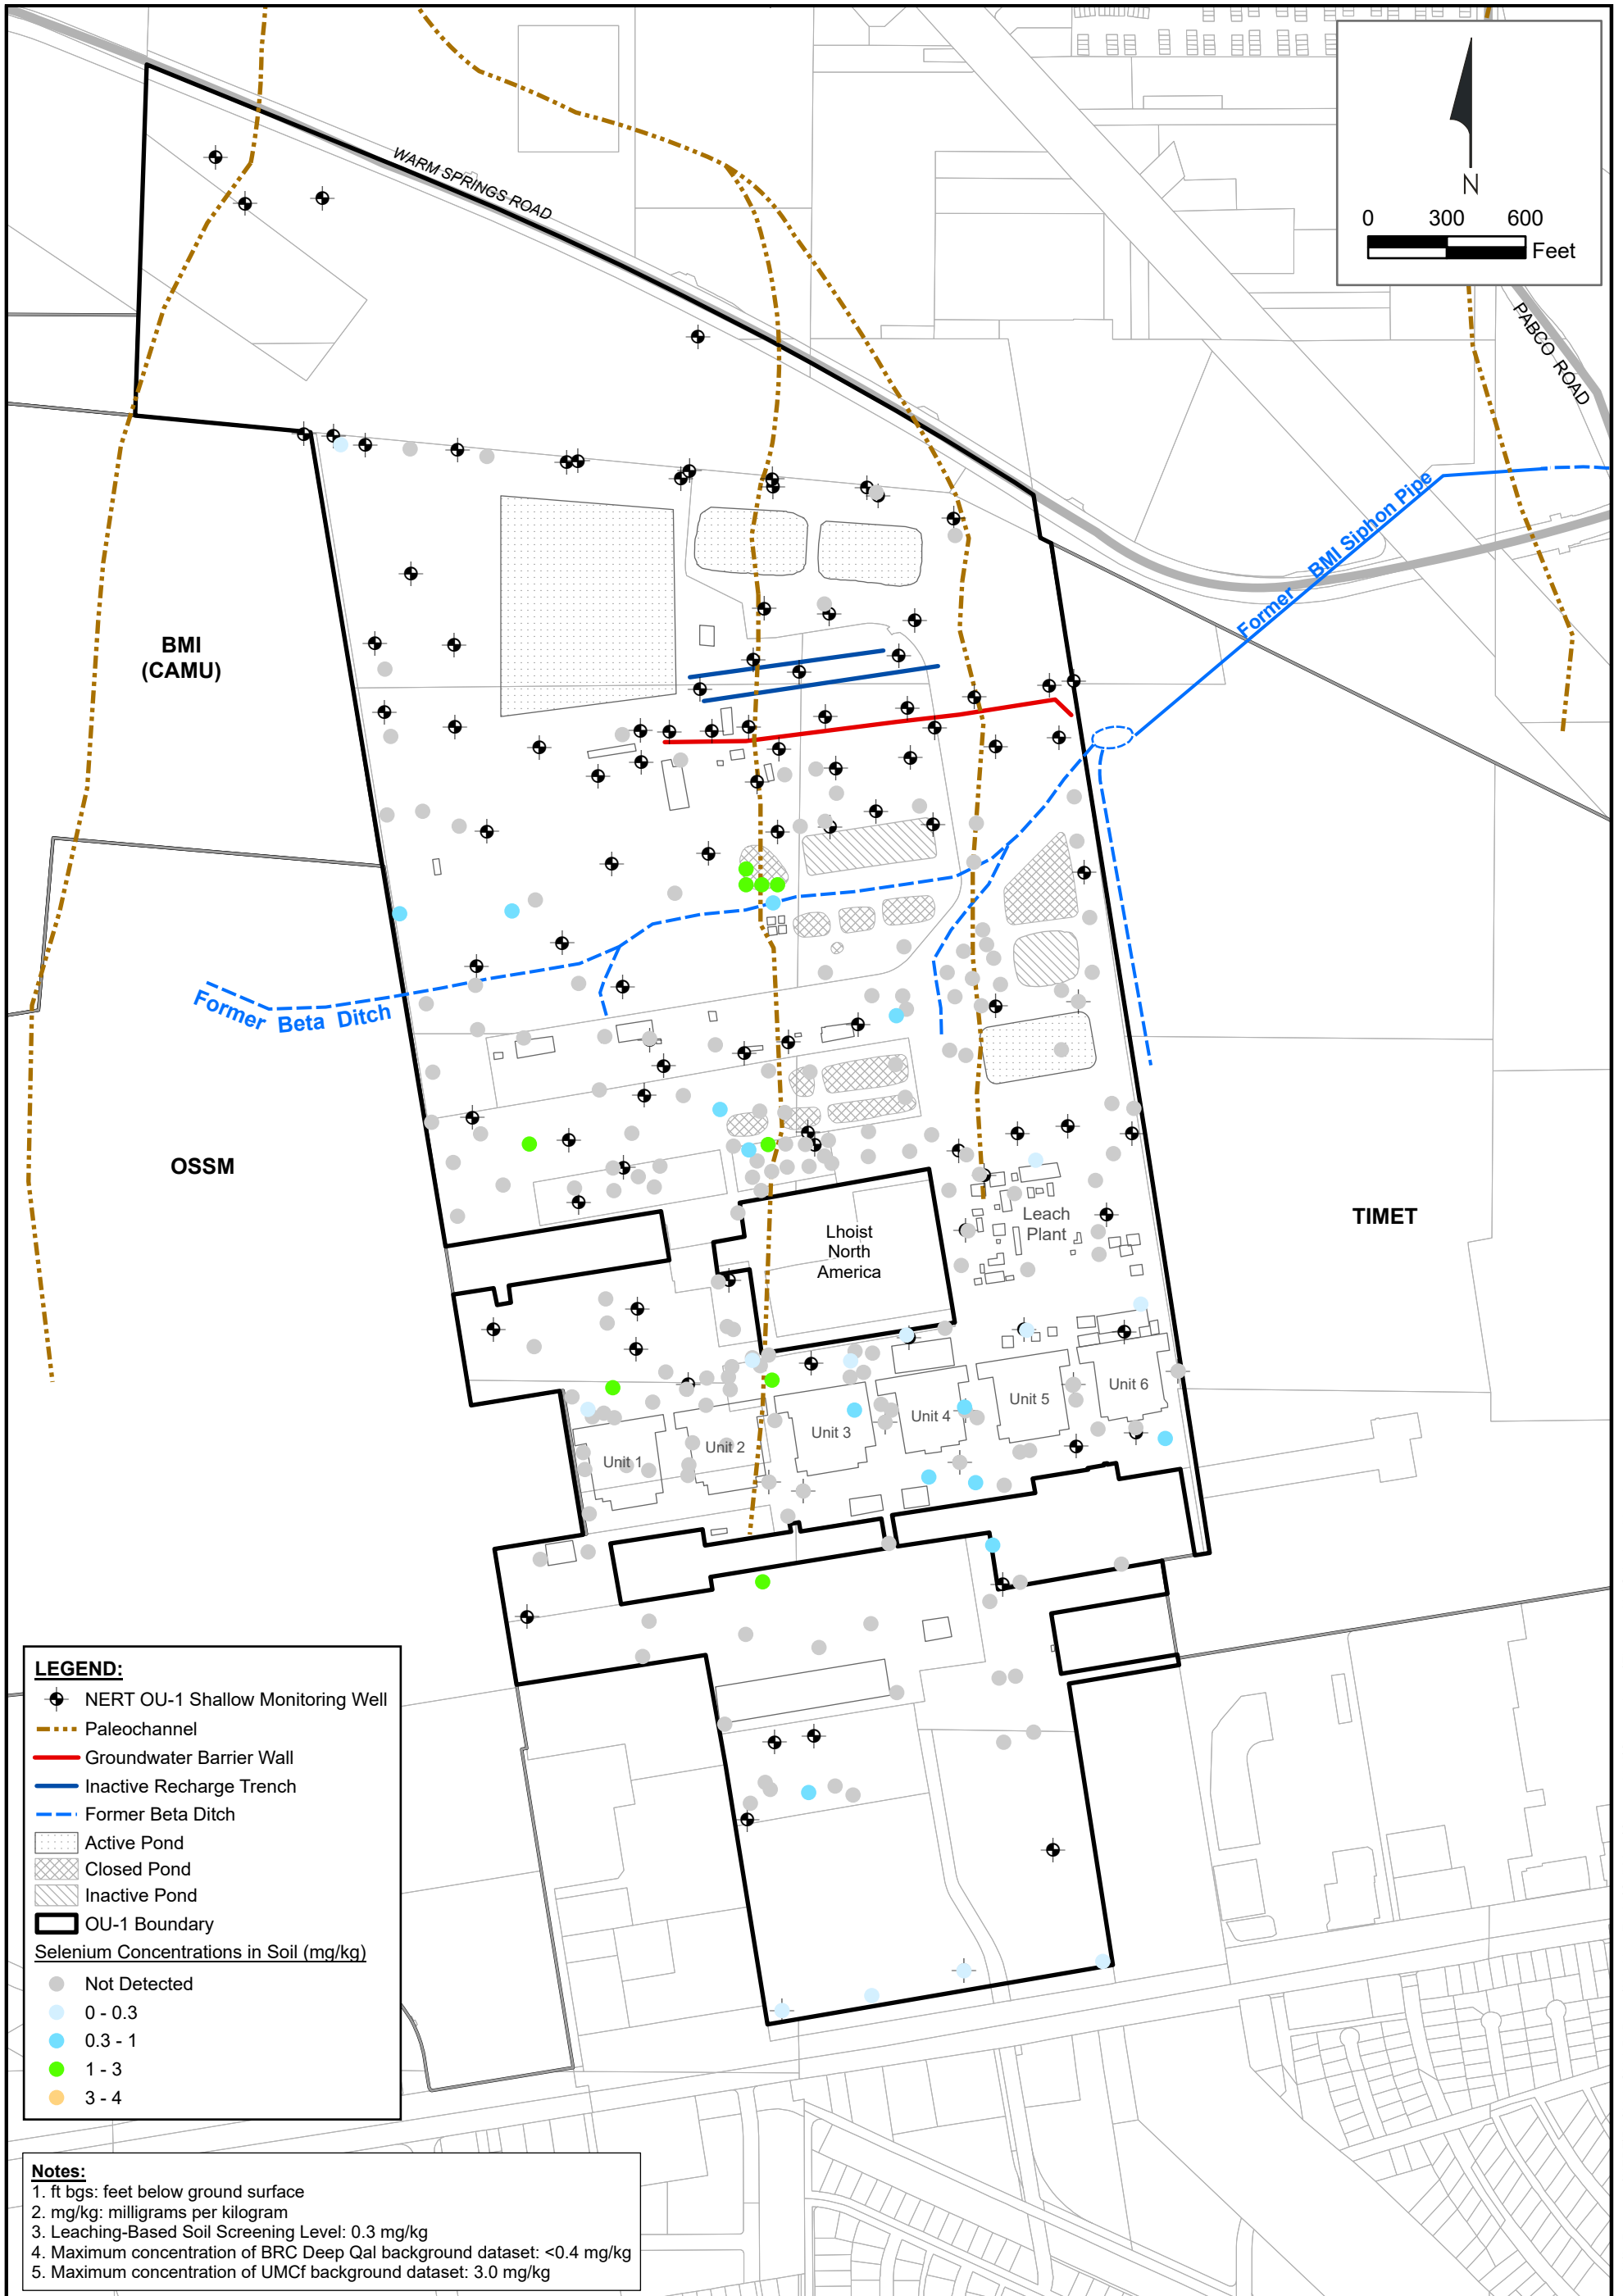 WARM SPRINGS ROAD
N
0 300 600
Feet
PABCO ROAD
Former BMI Siphon Pipe
BMI
(CAMU)
Former Beta Ditch
OSSM
TIMET
Lhoist
North
America
Leach
Plant
Unit 1
Unit 2
Unit 3
Unit 4
Unit 5
Unit 6
LEGEND:
NERT OU-1 Shallow Monitoring Well
Paleochannel
Groundwater Barrier Wall
Inactive Recharge Trench
Former Beta Ditch
Active Pond
Closed Pond
Inactive Pond
OU-1 Boundary
Selenium Concentrations in Soil (mg/kg)
Not Detected
0 - 0.3
0.3 - 1
1 - 3
3 - 4
Notes:
1. ft bgs: feet below ground surface
2. mg/kg: milligrams per kilogram
3. Leaching-Based Soil Screening Level: 0.3 mg/kg
4. Maximum concentration of BRC Deep Qal background dataset: <0.4 mg/kg
5. Maximum concentration of UMCf background dataset: 3.0 mg/kg